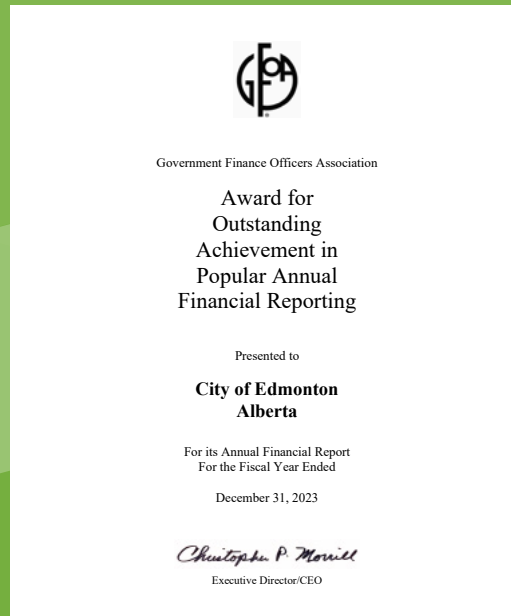 GFOA
Government Finance Officers Association
Award for
Outstanding
Achievement in
Popular Annual
Financial Reporting
Presented to
City of Edmonton
Alberta
For its Annual Financial Report
For the Fiscal Year Ended
December 31, 2023
Christopher P. Morrill
Executive Director/CEO